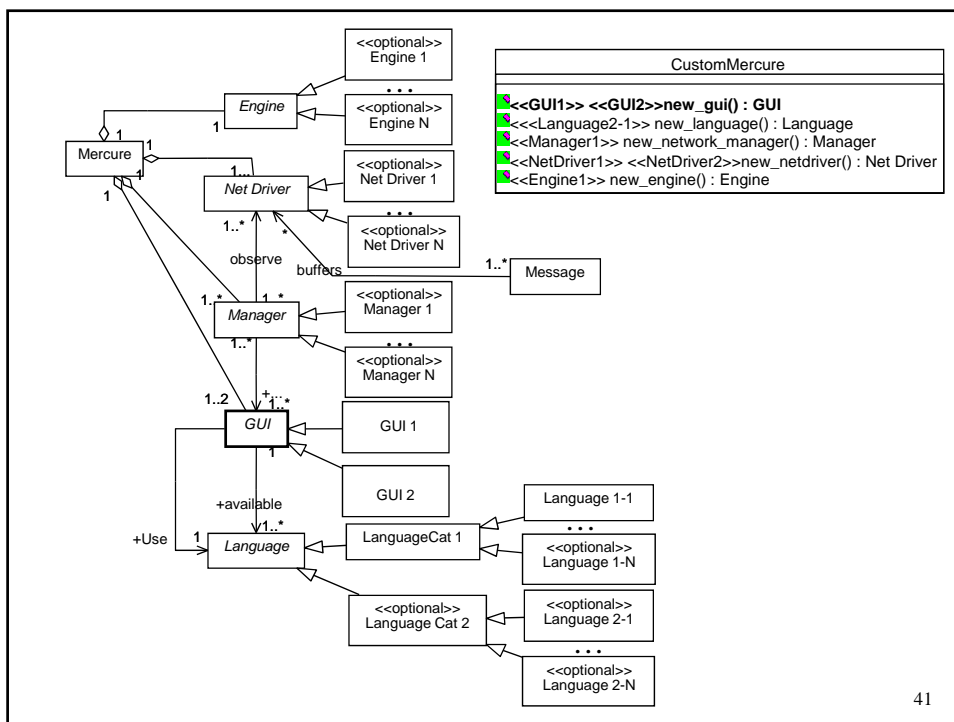 <<optional>>
Engine 1
...
Engine
<<optional>>
Engine N
1
1
Mercure
1
1
1
1...
Net Driver
<<optional>>
Net Driver 1
...
<<optional>>
Net Driver N
1..*
*
observe
buffers
1..*
Message
1..*
1..*
Manager
1..*
<<optional>>
Manager 1
...
<<optional>>
Manager N
+...
1..2
1..*
GUI
1
GUI 1
GUI 2
+available
1..*
+Use
1
Language
LanguageCat 1
Language 1-1
...
<<optional>>
Language 1-N
<<optional>>
Language Cat 2
<<optional>>
Language 2-1
...
<<optional>>
Language 2-N
CustomMercure
<<GUI1>> <<GUI2>>new_gui() : GUI
<<<Language2-1>> new_language() : Language
<<Manager1>> new_network_manager() : Manager
<<NetDriver1>> <<NetDriver2>>new_netdriver() : Net Driver
<<Engine1>> new_engine() : Engine
41